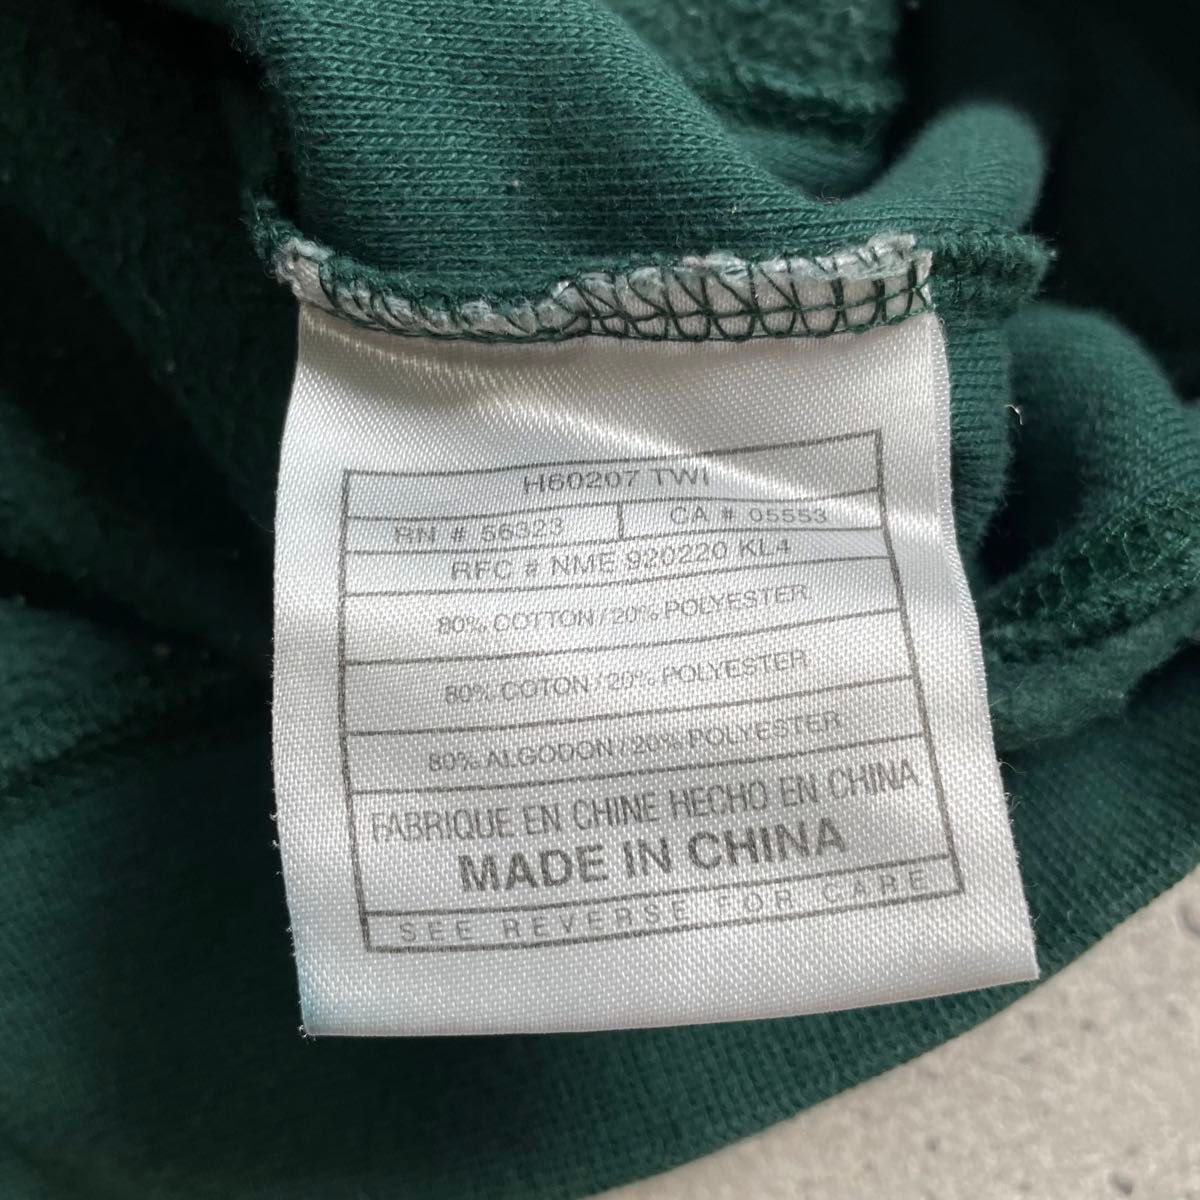 H60207 TWI
RN # 56323 CA # 05553
RFC # NME 920220 KL4
80% COTTON/20% POLYESTER
80% COTON/20% POLYESTER
80% ALGODON/20% POLYESTER
FABRIQUE EN CHINE HECHO EN CHINA
MADE IN CHINA
SEE REVERSE FOR CARE